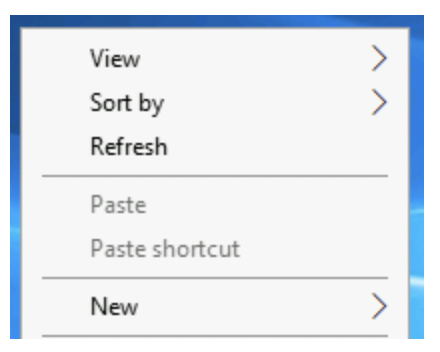 View
Sort by
Refresh
Paste
Paste shortcut
New